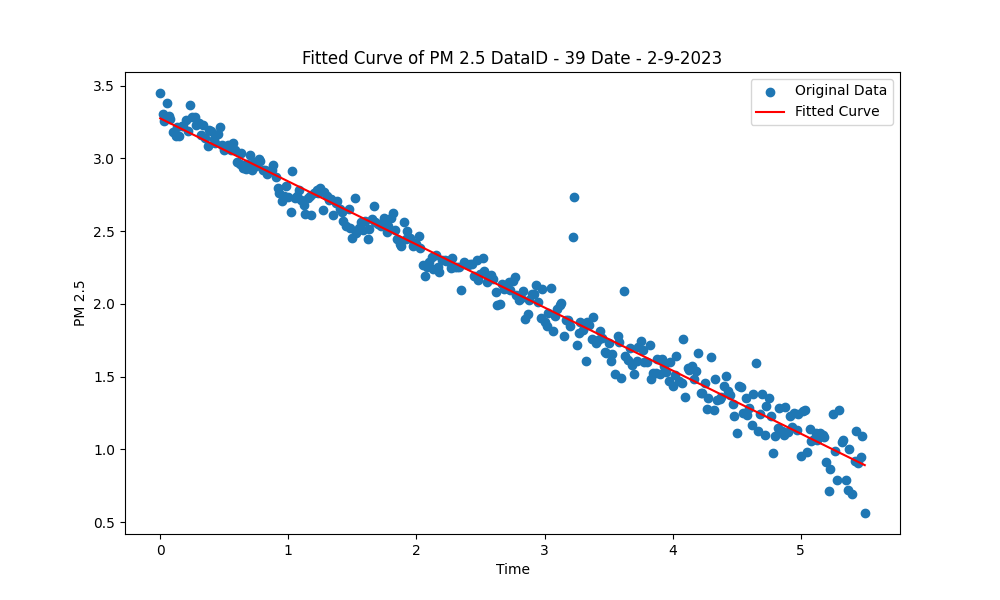 Fitted Curve of PM 2.5 DataID - 39 Date - 2-9-2023
Original Data
Fitted Curve
3.5
3.0
2.5
2.0
1.5
1.0
0.5
PM 2.5
0 1 2 3 4 5
Time